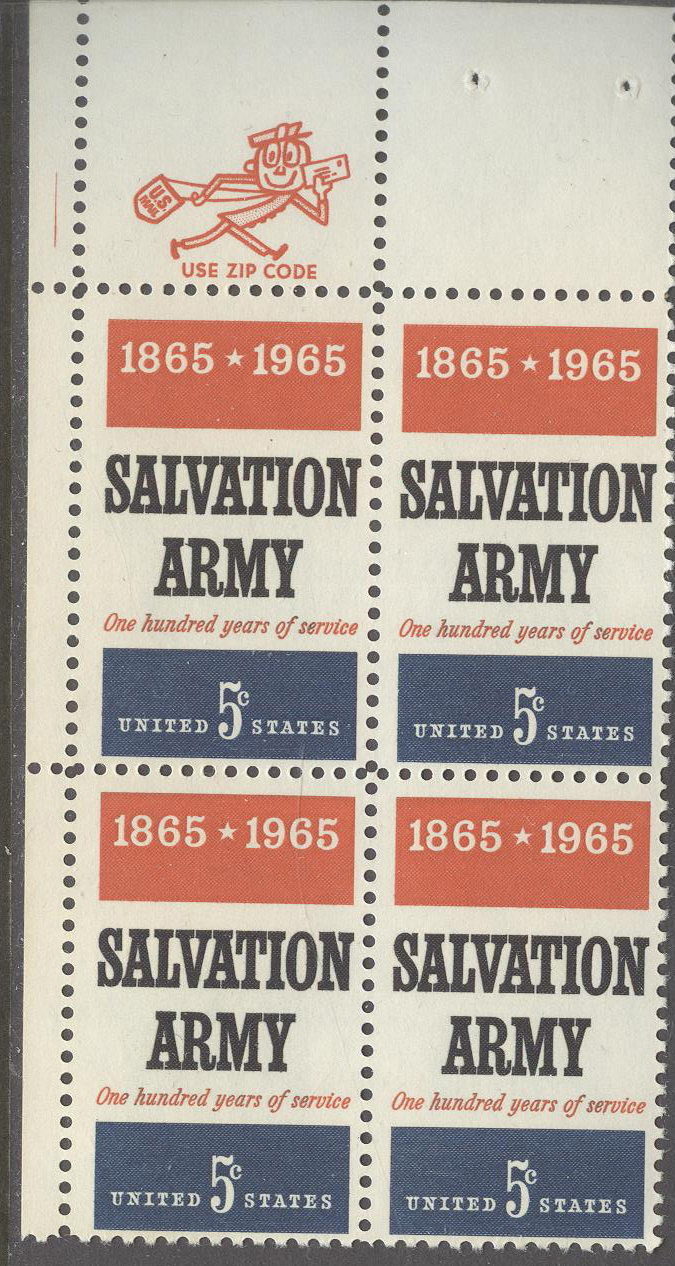 U.S.
MAIL
USE ZIP CODE
1865 ★ 1965
SALVATION
ARMY
One hundred years of service
5c
UNITED STATES
1865 ★ 1965
SALVATION
ARMY
One hundred years of service
5c
UNITED STATES
1865 ★ 1965
SALVATION
ARMY
One hundred years of service
5c
UNITED STATES
1865 ★ 1965
SALVATION
ARMY
One hundred years of service
5c
UNITED STATES